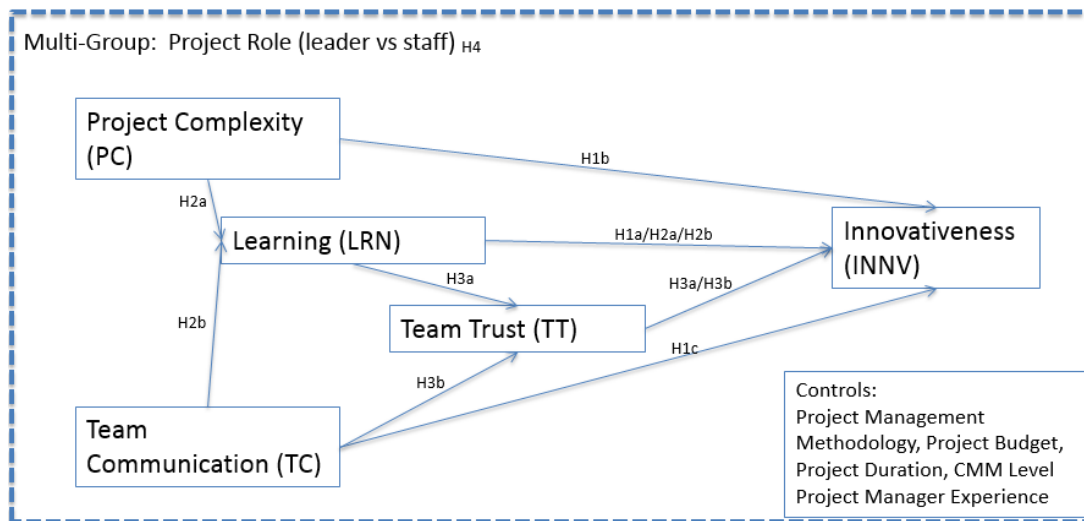 Multi-Group:  Project Role (leader vs staff) H4
Project Complexity
(PC)
H1b
H2a
Learning (LRN)
H1a/H2a/H2b
Innovativeness
(INNV)
H3a
H3a/H3b
Team Trust (TT)
H2b
H1c
H3b
Team
Communication (TC)
Controls:
Project Management
Methodology, Project Budget,
Project Duration, CMM Level
Project Manager Experience